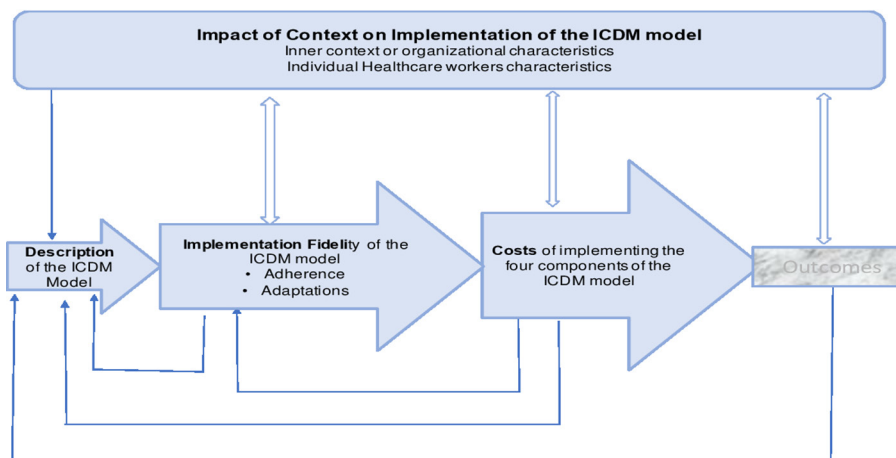 Impact of Context on Implementation of the ICDM model
Inner context or organizational characteristics
Individual Healthcare workers characteristics
Description
of the ICDM
Model
Implementation Fidelity of the
ICDM model
• Adherence
• Adaptations
Costs of implementing the
four components of the
ICDM model
Outcomes